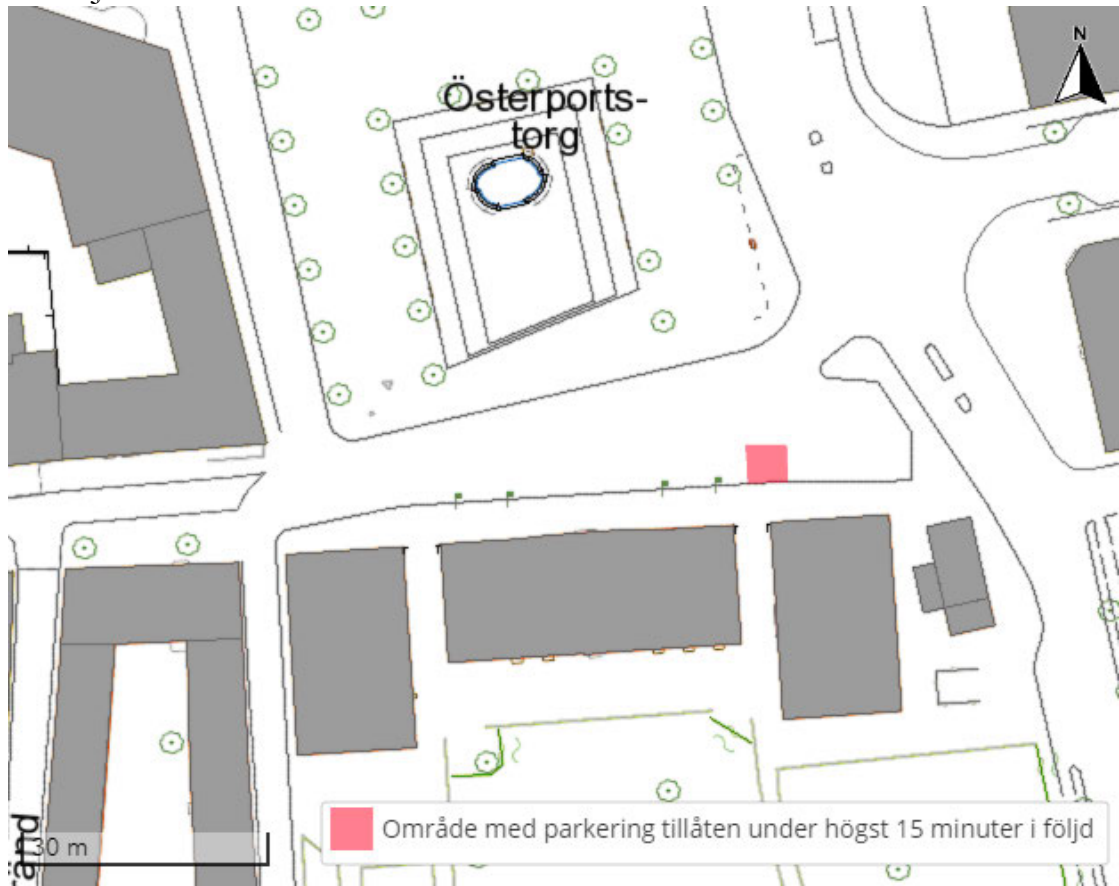 N
Österports-
torg
Område med parkering tillåten under högst 15 minuter i följd
30 m